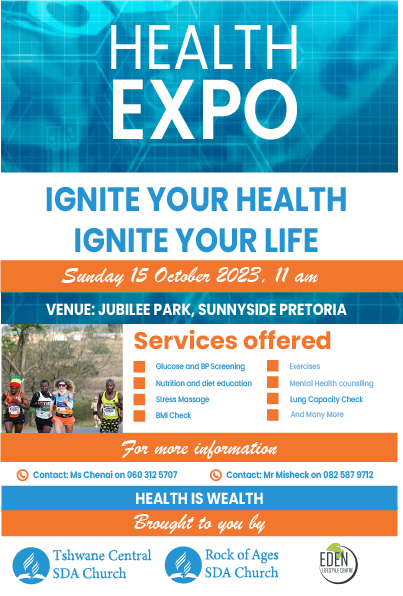 HEALTH
EXPO
IGNITE YOUR HEALTH
IGNITE YOUR LIFE
Sunday 15 October 2023, 11 am
VENUE: JUBILEE PARK, SUNNYSIDE PRETORIA
Services offered
Glucose and BP Screening
Nutrition and diet education
Stress Massage
BMI Check
Exercises
Mental Health counsiling
Lung Capacity Check
And Many More
For more information
Contact: Ms Chenai on 060 312 5707
Contact: Mr Misheck on 082 587 9712
HEALTH IS WEALTH
Brought to you by
Tshwane Central
SDA Church
Rock of Ages
SDA Church
EDEN
LIFESTYLE CENTRE